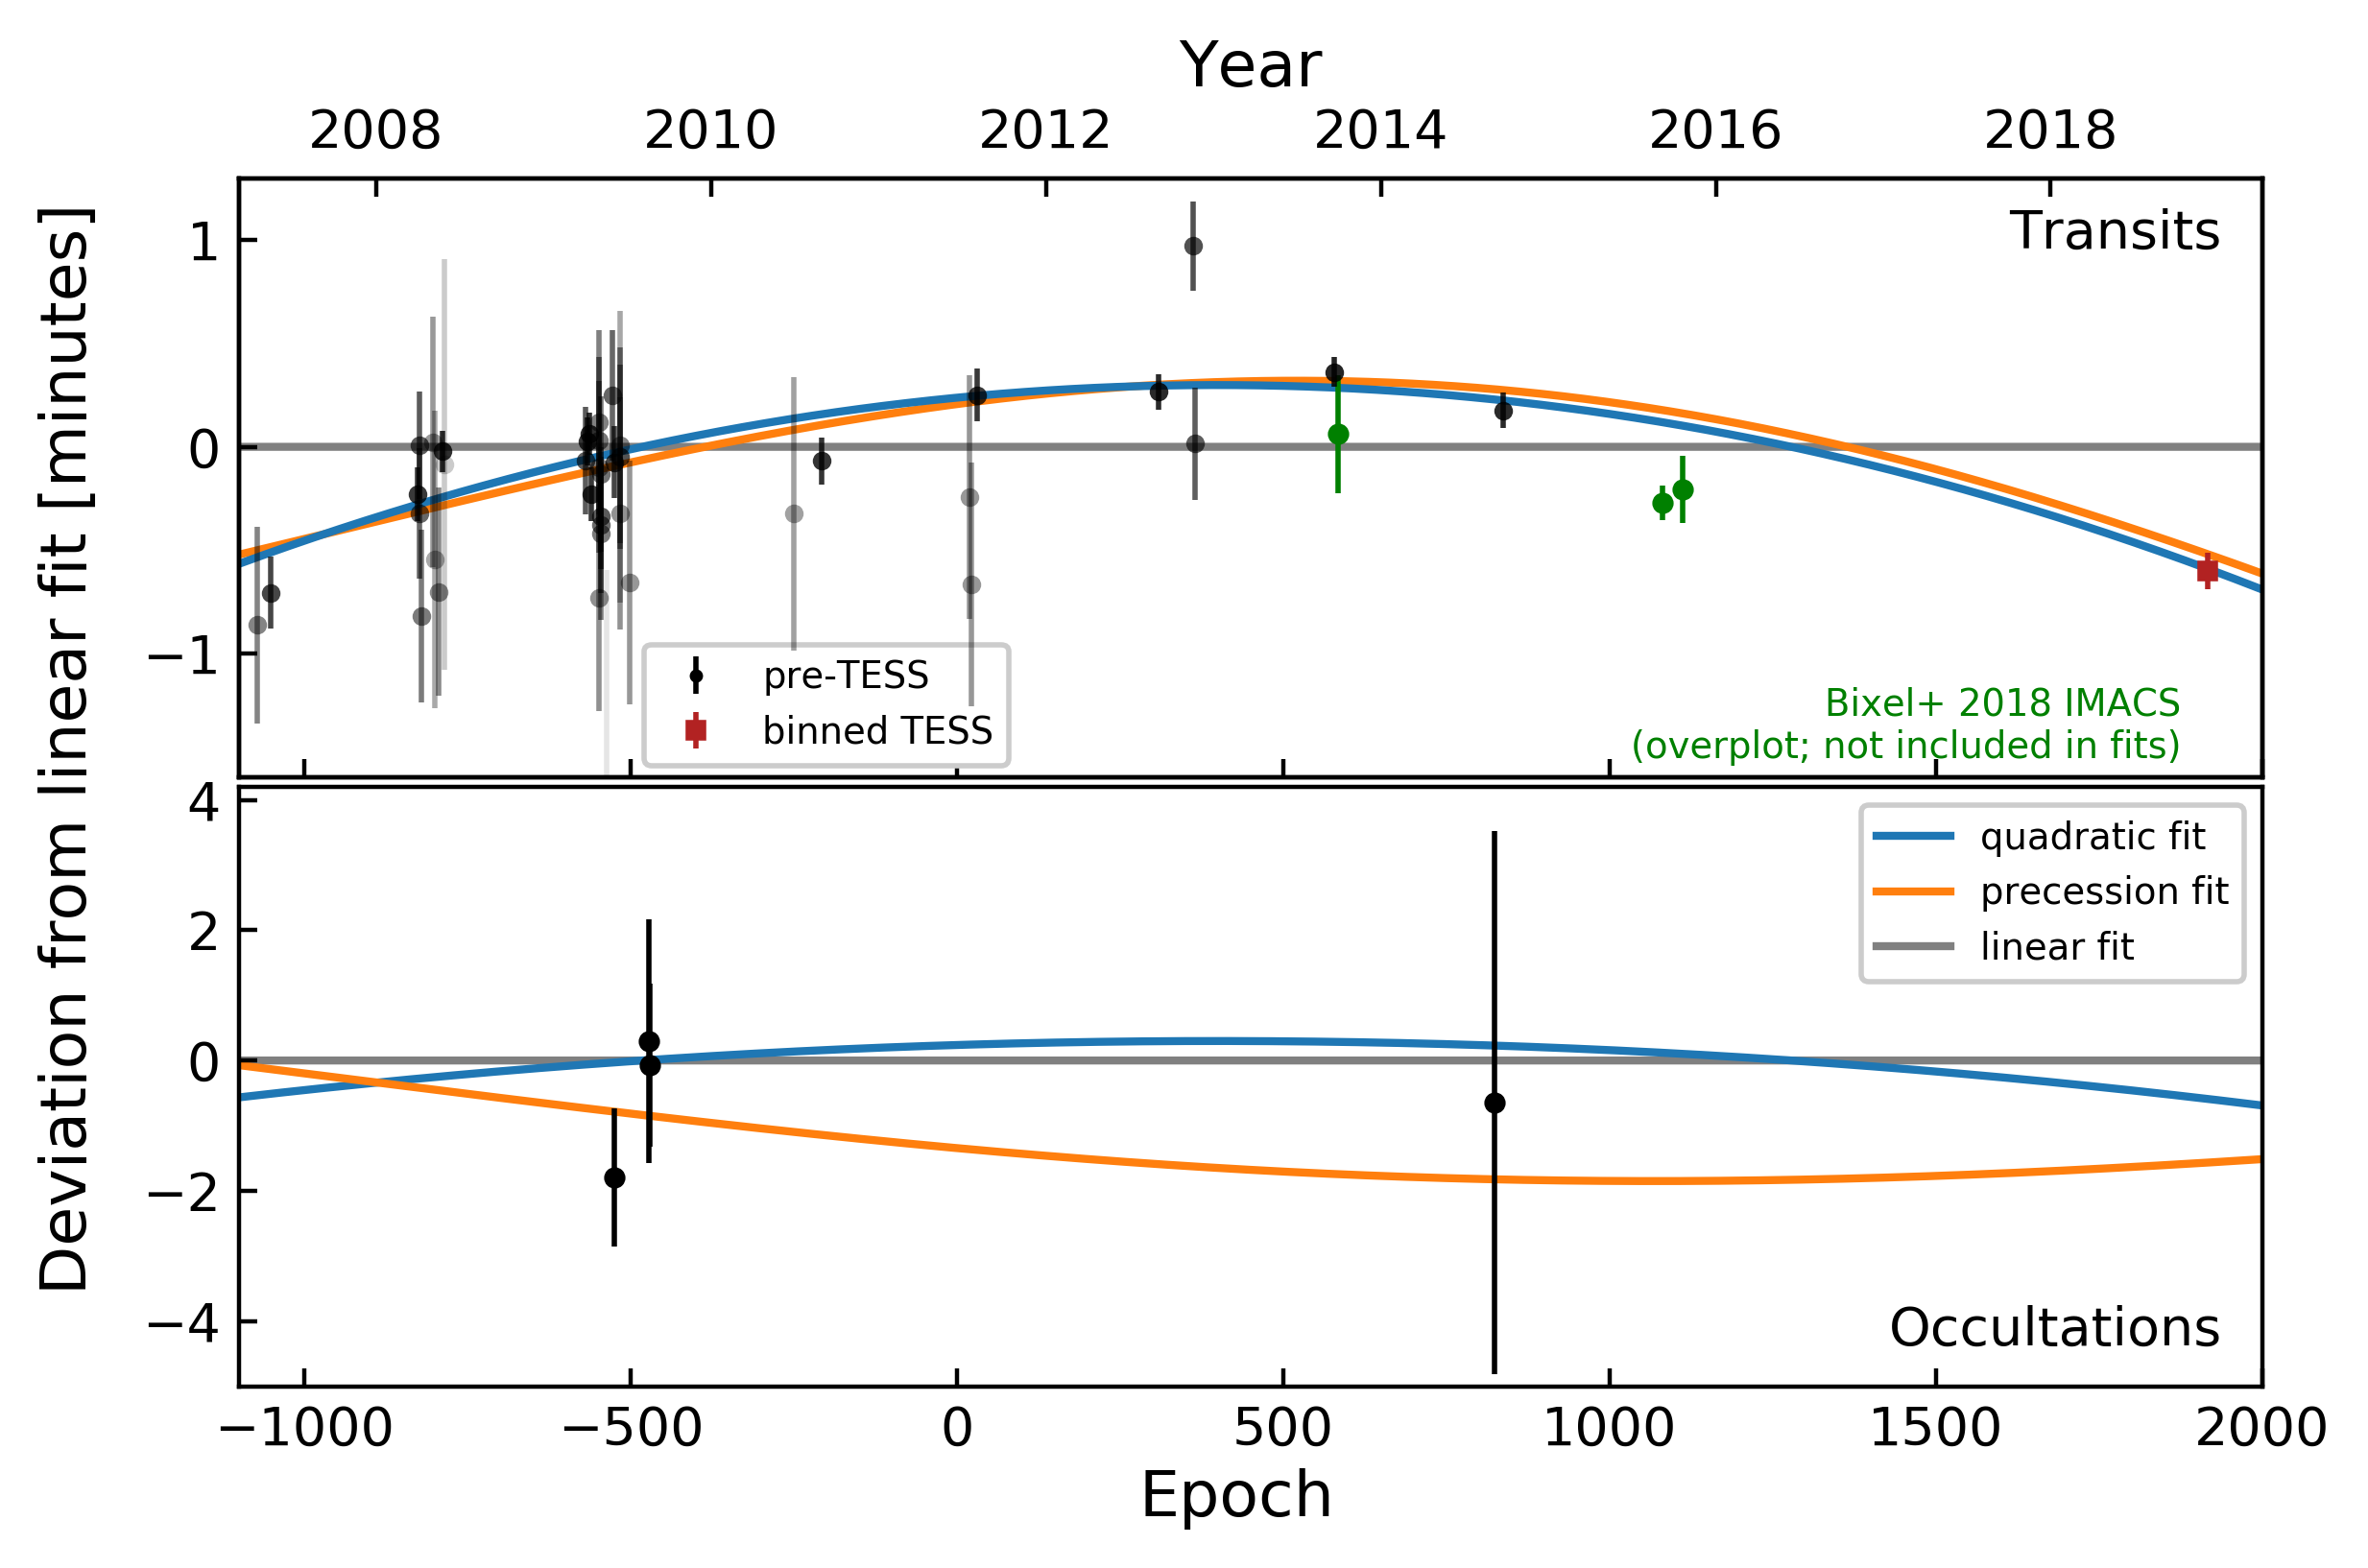 Year
2008 2010 2012 2014 2016 2018
Deviation from linear fit [minutes]
1
0
−1
Transits
pre-TESS
binned TESS
Bixel+ 2018 IMACS
(overplot; not included in fits)
4
2
0
−2
−4
quadratic fit
precession fit
linear fit
Occultations
−1000 −500 0 500 1000 1500 2000
Epoch